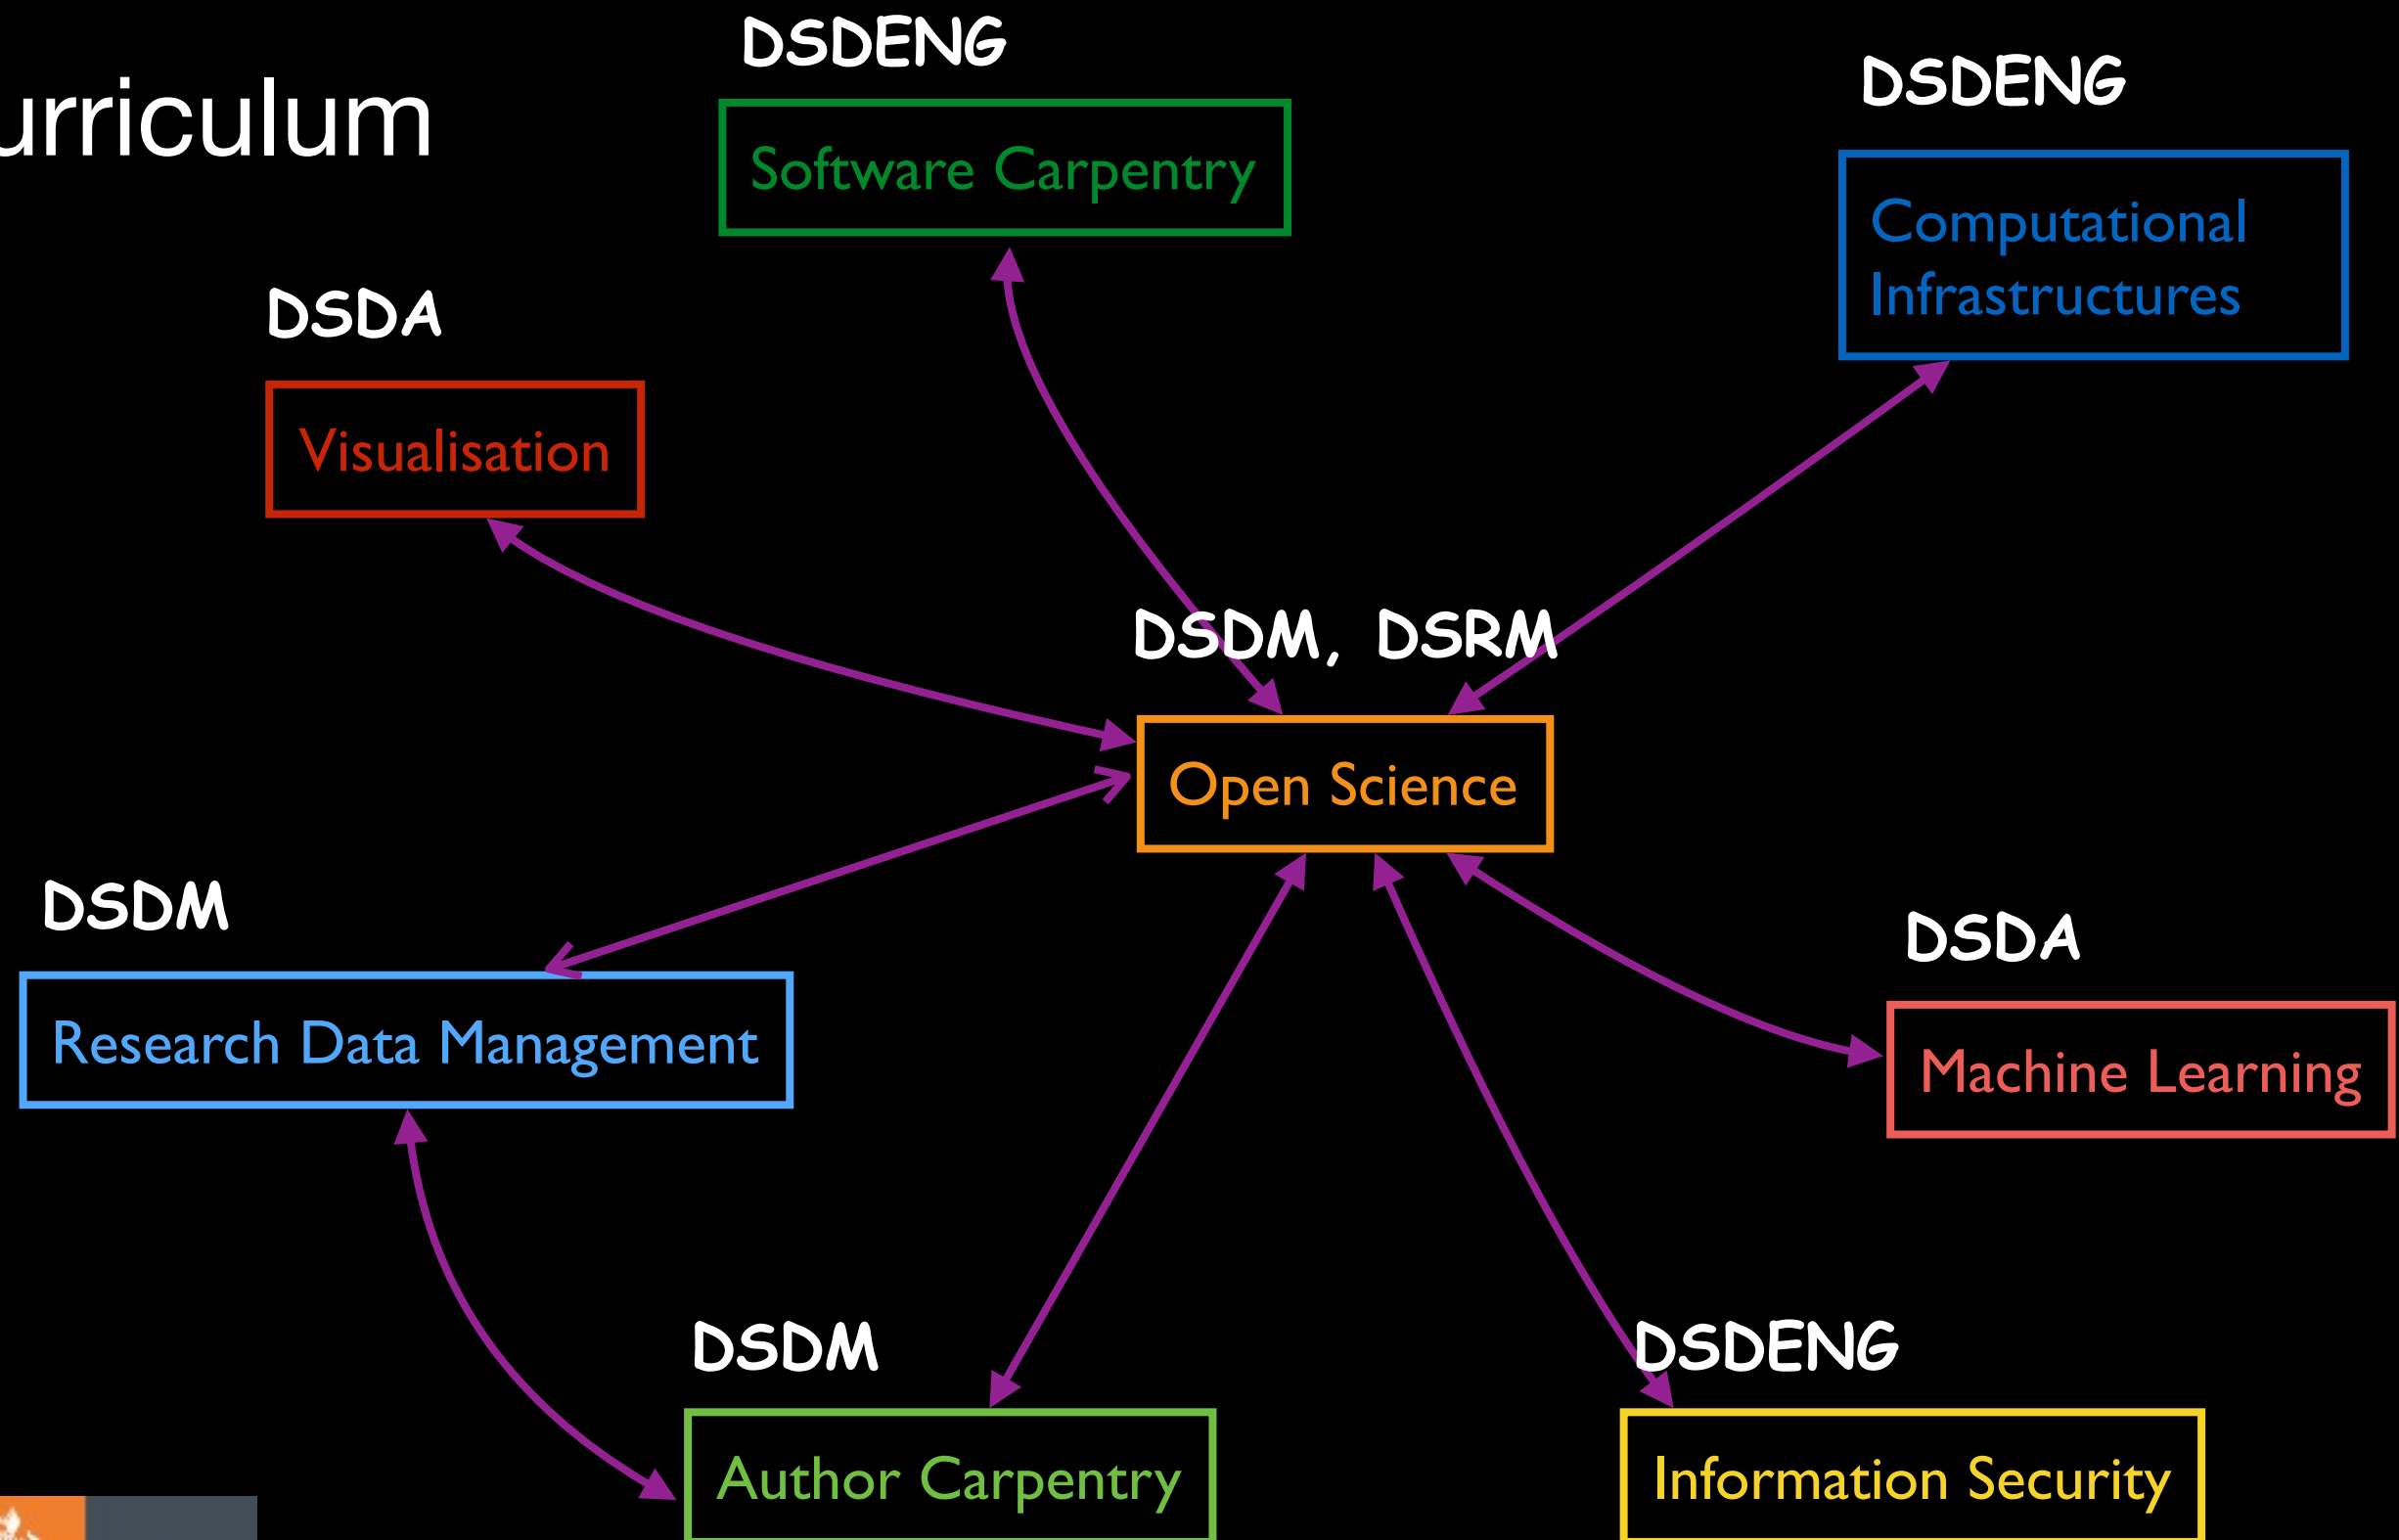 urriculum
DSDENG
Software Carpentry
DSDENG
Computational
Infrastructures
DSDA
Visualisation
DSDM, DSRM
Open Science
DSDM
Research Data Management
DSDA
Machine Learning
DSDM
Author Carpentry
DSDENG
Information Security